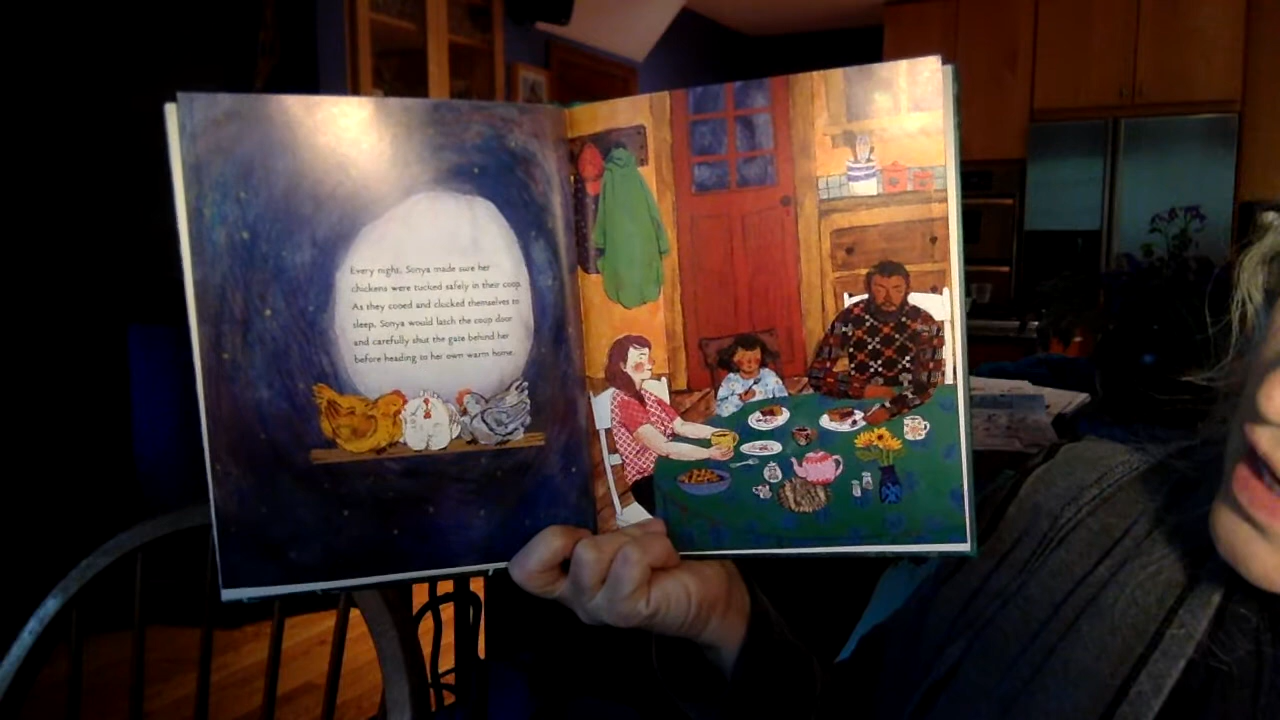 Every night, Sonya made sure her
chickens were tucked safely in their coop.
As they cooed and clucked themselves to
sleep, Sonya would latch the coop door
and carefully shut the gate behind her
before heading to her own warm home.